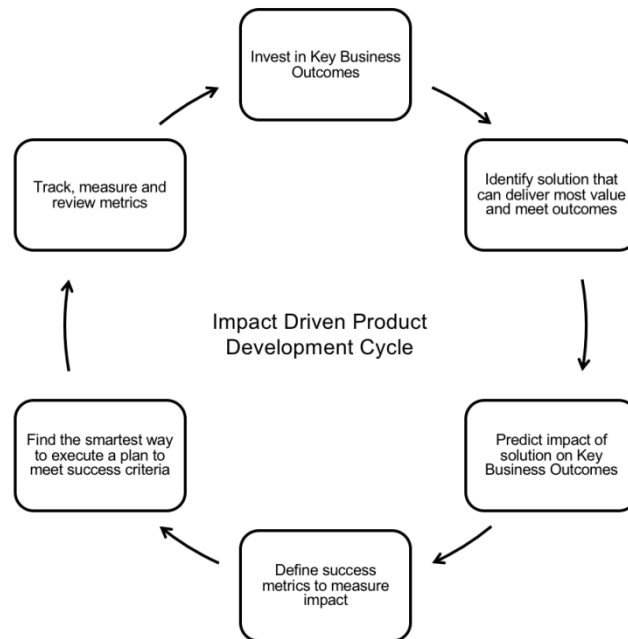 Invest in Key Business
Outcomes
Identify solution that
can deliver most value
and meet outcomes
Predict impact of
solution on Key
Business Outcomes
Define success
metrics to measure
impact
Find the smartest way
to execute a plan to
meet success criteria
Track, measure and
review metrics
Impact Driven Product
Development Cycle